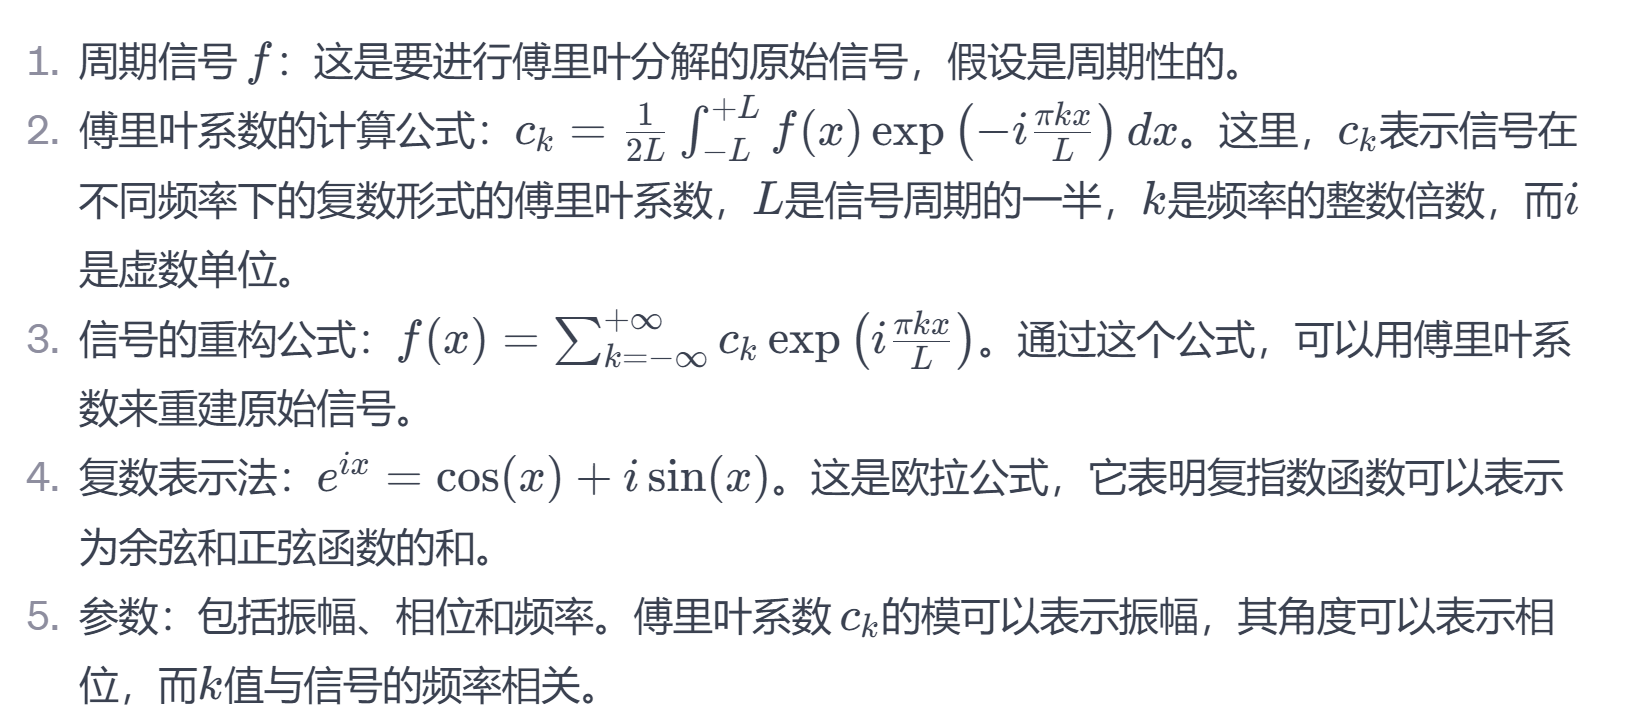 1. 周期信号 f：这是要进行傅里叶分解的原始信号，假设是周期性的。
2. 傅里叶系数的计算公式：$c_k = \frac{1}{2L} \int_{-L}^{+L} f(x) \exp\left(-i\frac{\pi kx}{L}\right) dx$。这里，$c_k$表示信号在
不同频率下的复数形式的傅里叶系数，L是信号周期的一半，k是频率的整数倍数，而i
是虚数单位。
3. 信号的重构公式：$f(x) = \sum_{k=-\infty}^{+\infty} c_k \exp\left(i\frac{\pi kx}{L}\right)$。通过这个公式，可以用傅里叶系
数来重建原始信号。
4. 复数表示法：$e^{ix} = \cos(x) + i\sin(x)$。这是欧拉公式，它表明复指数函数可以表示
为余弦和正弦函数的和。
5. 参数：包括振幅、相位和频率。傅里叶系数 $c_k$的模可以表示振幅，其角度可以表示相
位，而k值与信号的频率相关。